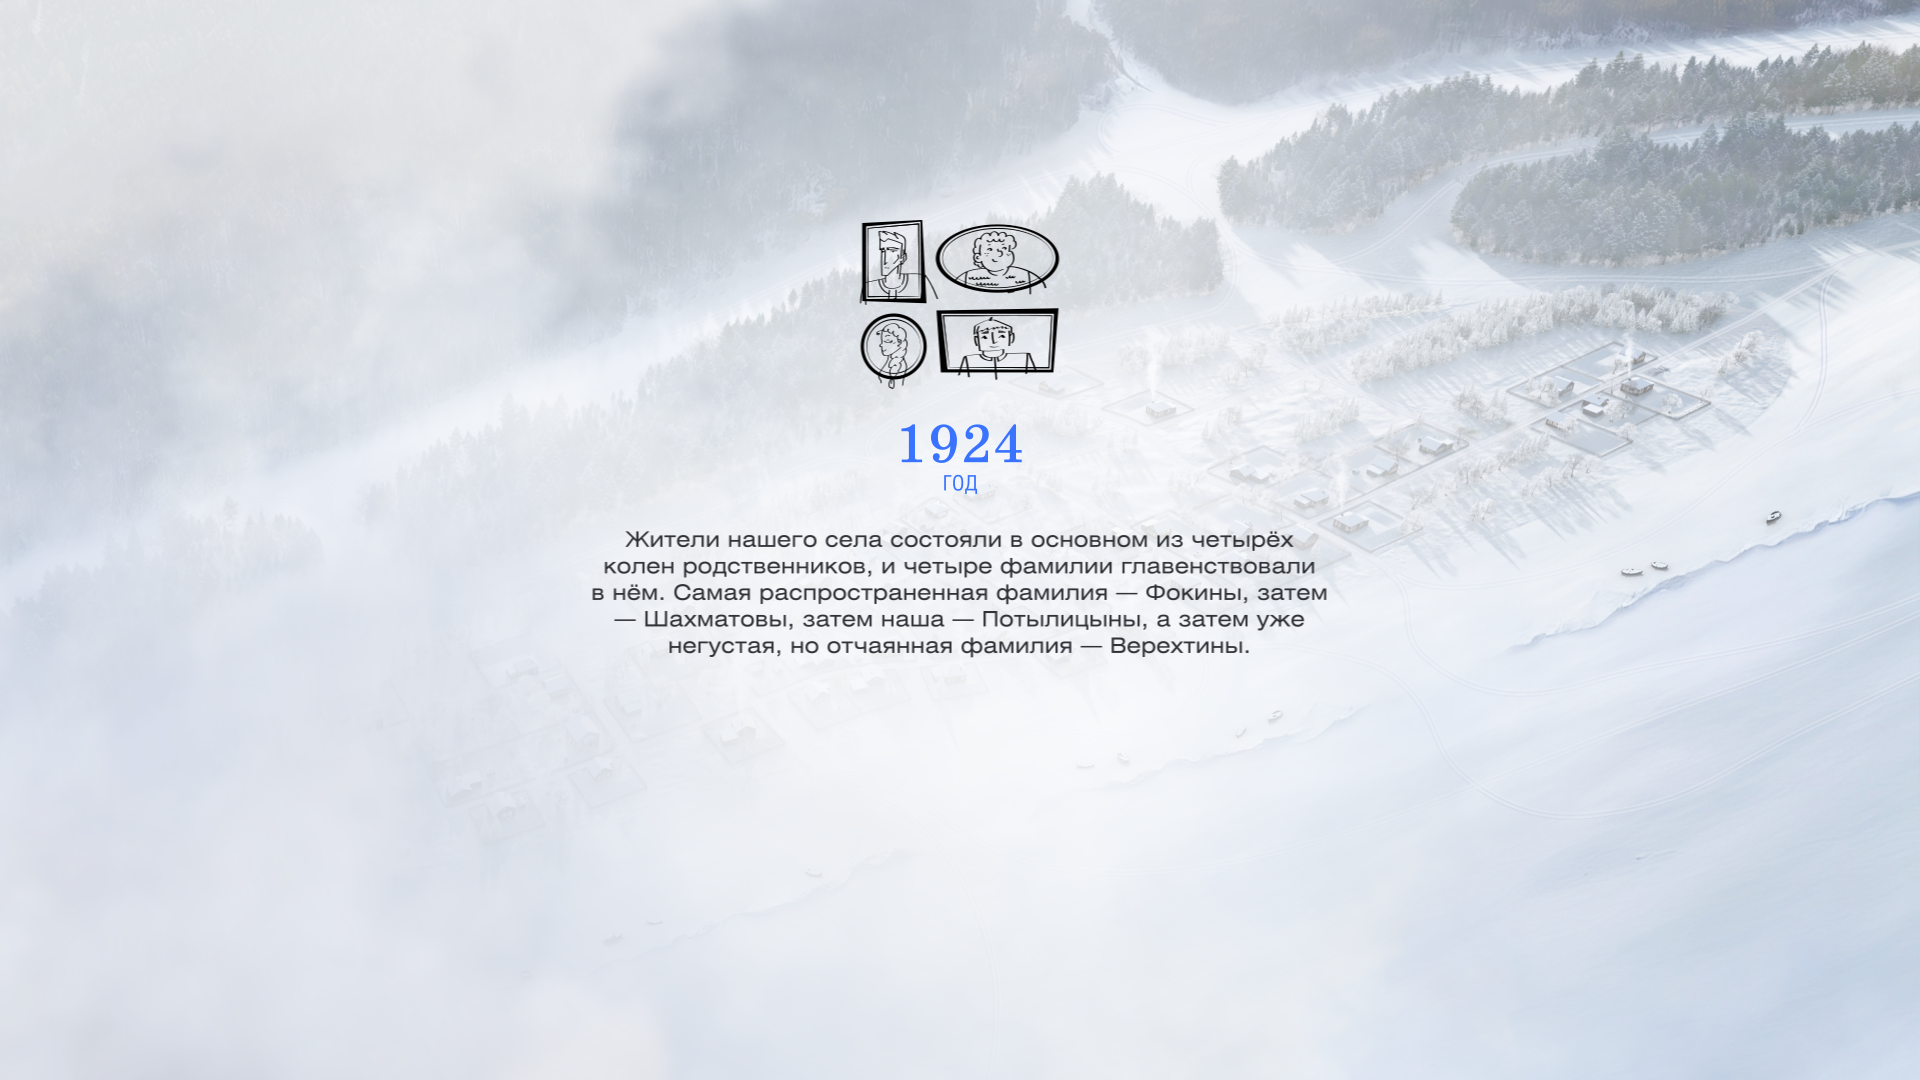 1924
ГОД
Жители нашего села состояли в основном из четырёх
колен родственников, и четыре фамилии главенствовали
в нём. Самая распространенная фамилия — Фокины, затем
— Шахматовы, затем наша — Потылицыны, а затем уже
негустая, но отчаянная фамилия — Верехтины.